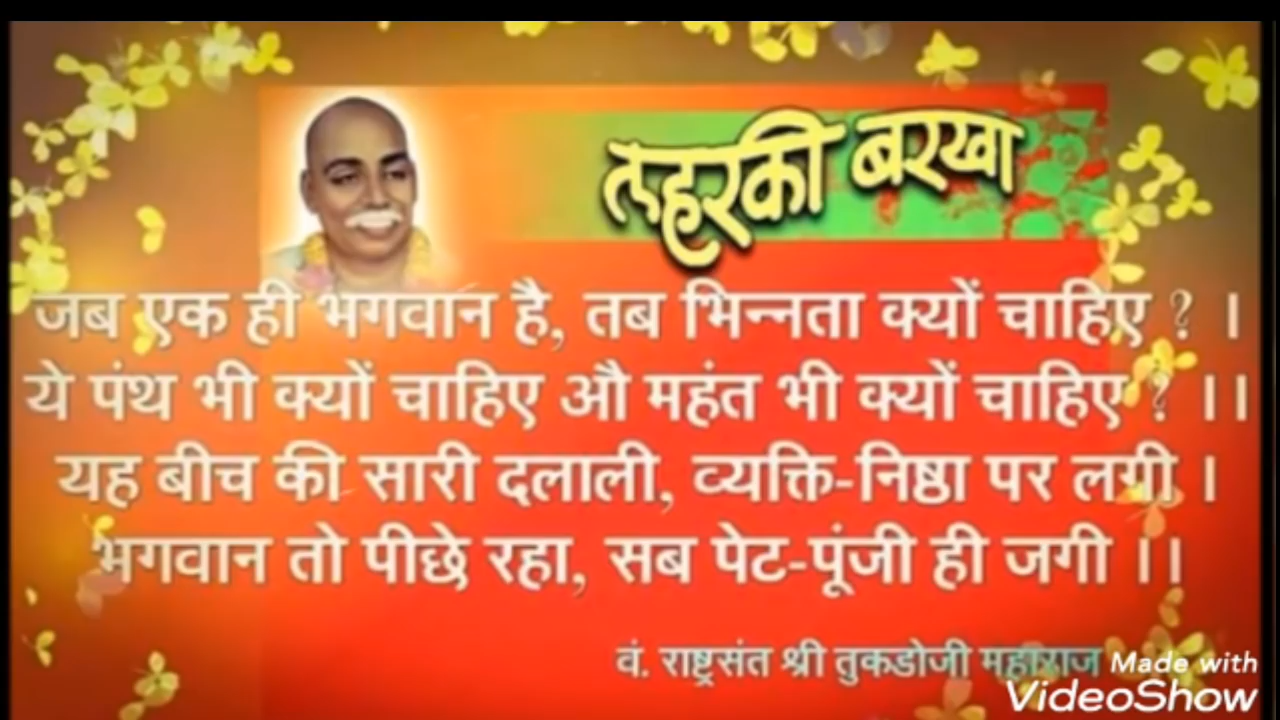 लहरकी बरखा
जब एक ही भगवान है, तब भिन्नता क्यों चाहिए ? ।
ये पंथ भी क्यों चाहिए औ महंत भी क्यों चाहिए ? ।।
यह बीच की सारी दलाली, व्यक्ति-निष्ठा पर लगी ।
भगवान तो पीछे रहा, सब पेट-पूंजी ही जगी ।।
वं. राष्ट्रसंत श्री तुकडोजी महाराज
Made with
VideoShow